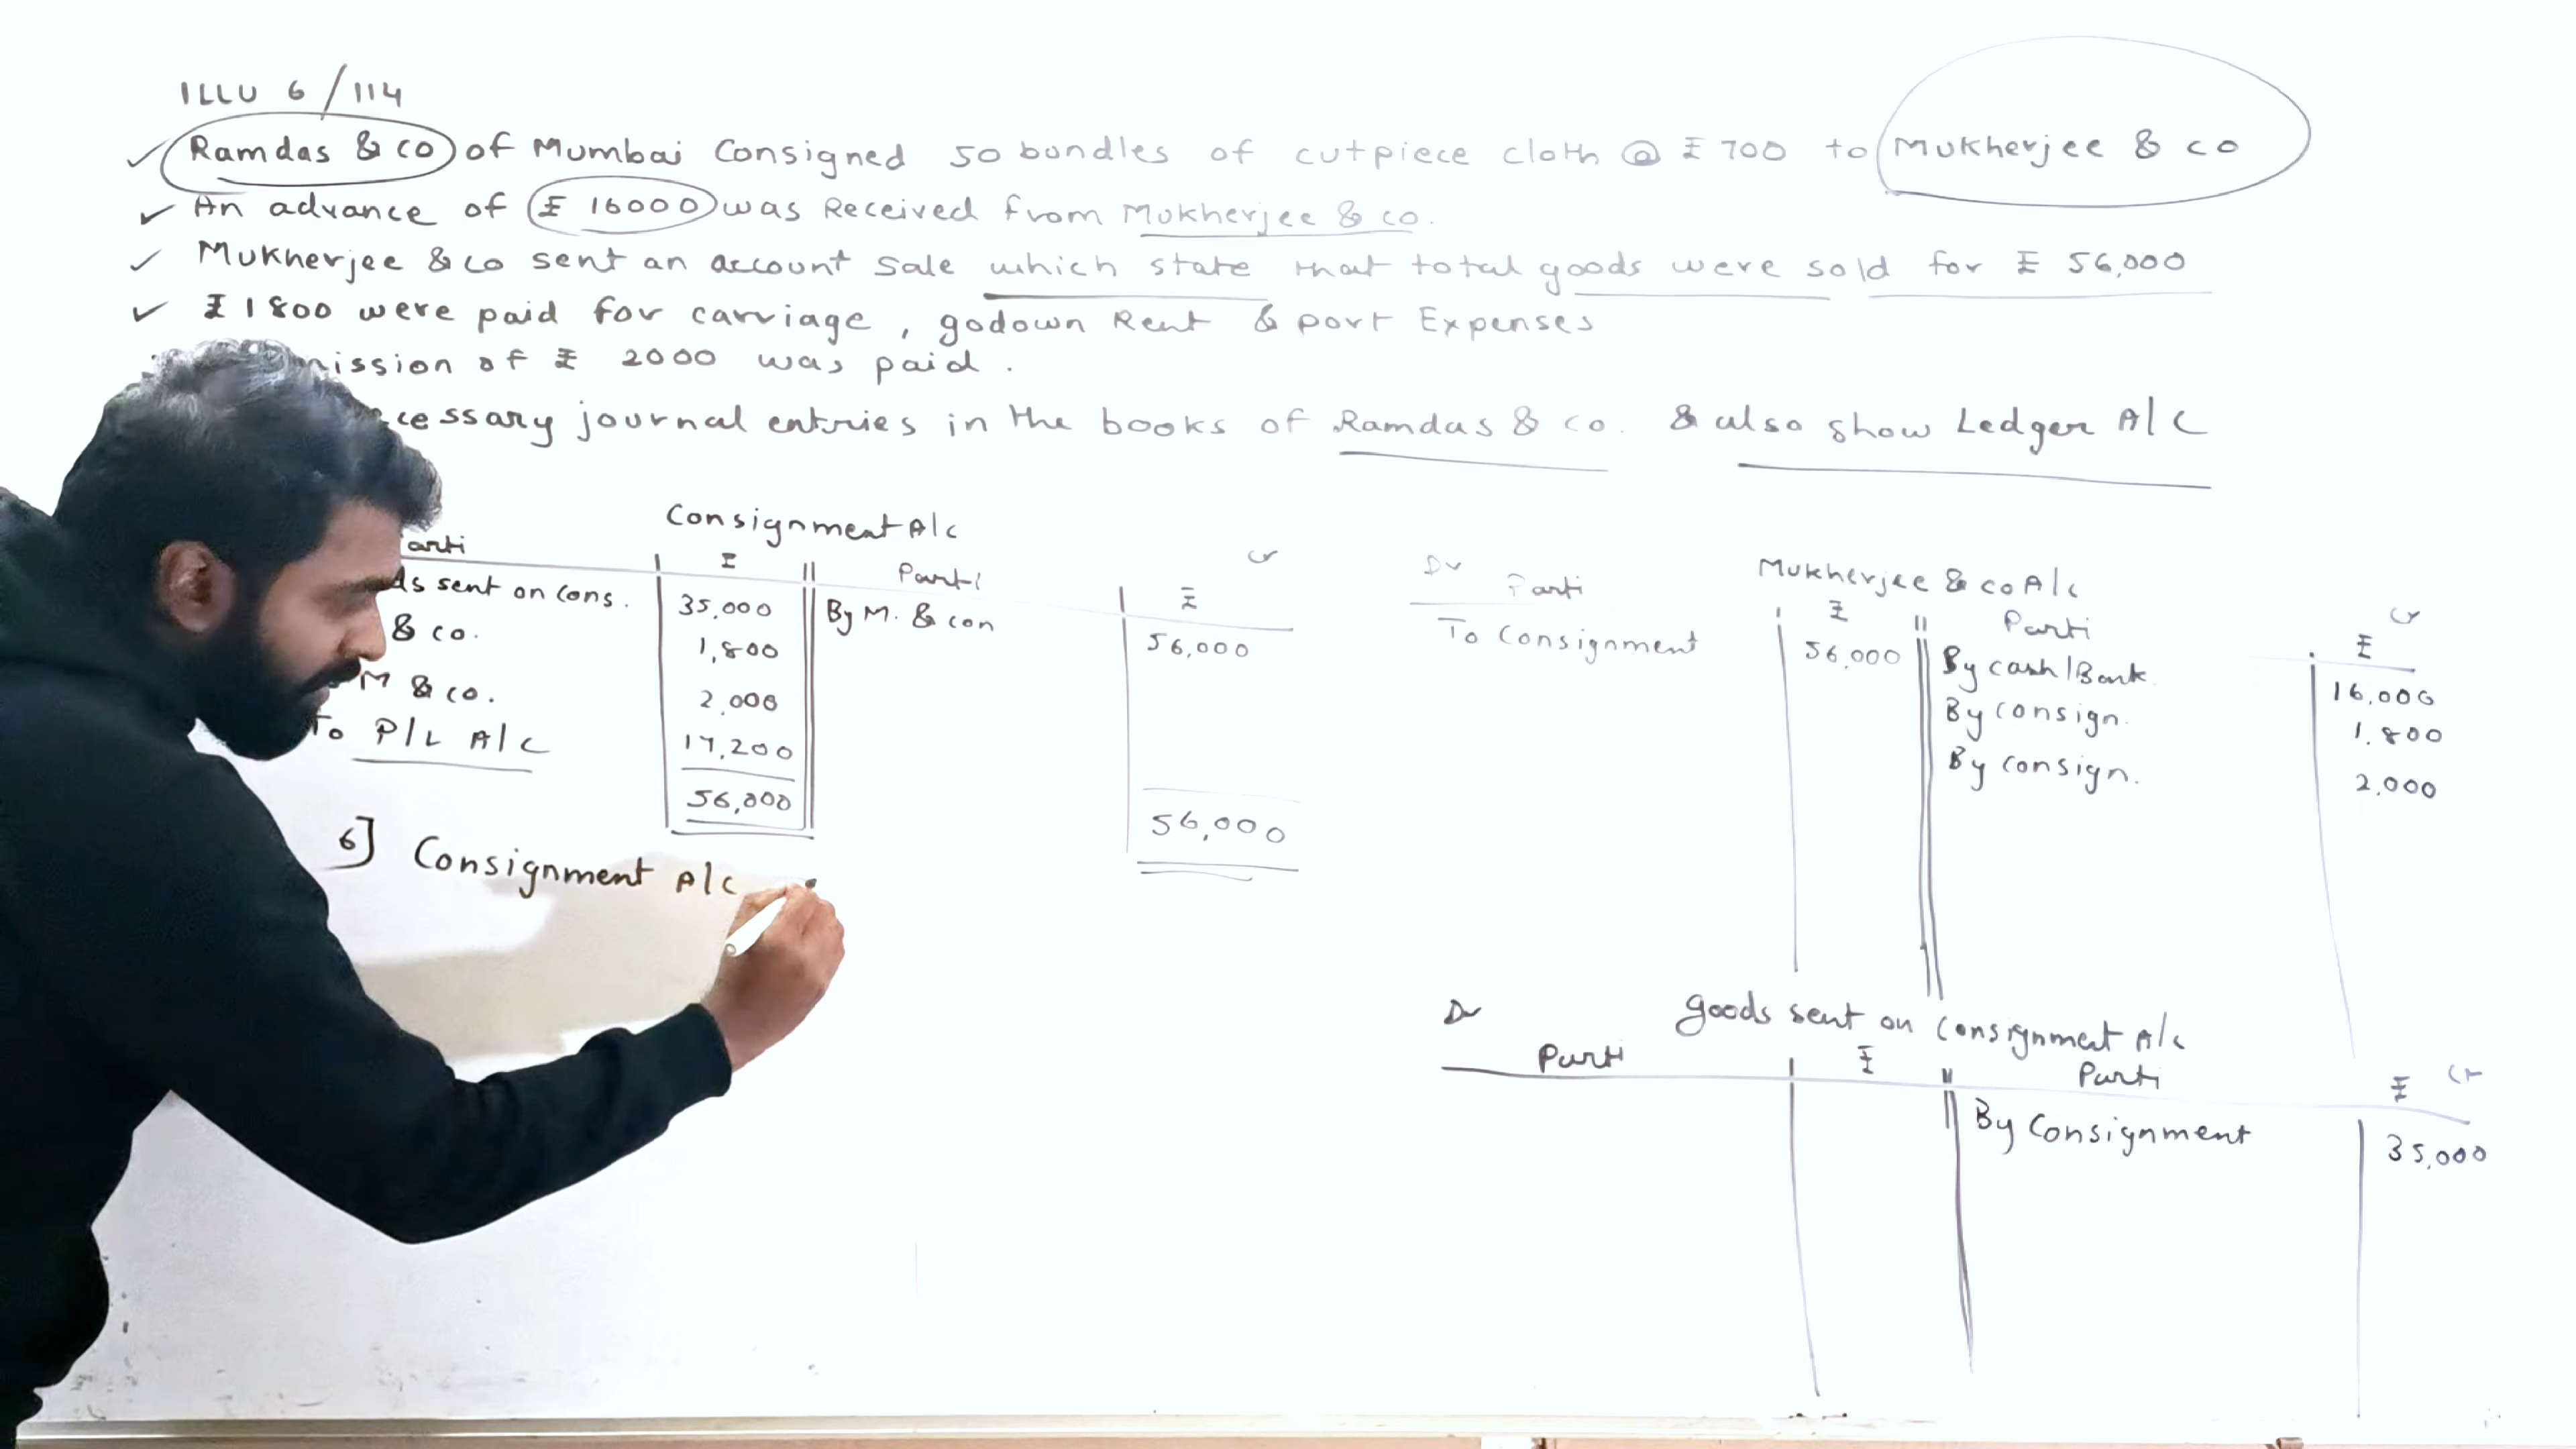 ILLU 6/114
Ramdas & co of Mumbai Consigned 50 bundles of cutpiece cloth @ ₹ 700 to Mukherjee & co
An advance of ₹ 16000 was Received from Mukherjee & co.
Mukherjee & co sent an account sale which state that total goods were sold for ₹ 56,000
₹ 1800 were paid for carriage, godown Rent & port Expenses
mission of ₹ 2000 was paid.
cessary journal entries in the books of Ramdas & co. & also show Ledger A/C
Consignment A/c
arti ₹ Parti ₹ Cr
ds sent on cons. 35,000 By M. & con 56,000
& co. 1,800
M & co. 2,000
To P/L A/C 17,200
56,000 56,000
6] Consignment A/C
Mukherjee & co A/c
Dr Parti ₹ Parti ₹ Cr
To Consignment 56,000 By cash/Bank 16,000
By consign. 1,800
By consign. 2,000
goods sent on consignment A/c
Dr Parti ₹ Parti ₹ Cr
By Consignment 35,000